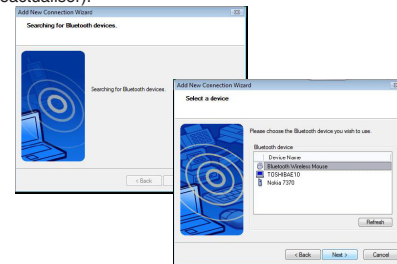 réactualiser).
Add New Connection Wizard
Searching for Bluetooth devices.
Searching for Bluetooth devices.
< Back
Add New Connection Wizard
Select a device
Please choose the Bluetooth device you wish to use.
Bluetooth device
Device Name
Bluetooth Wireless Mouse
TOSHIBAE10
Nokia 7370
Refresh
< Back
Next >
Cancel